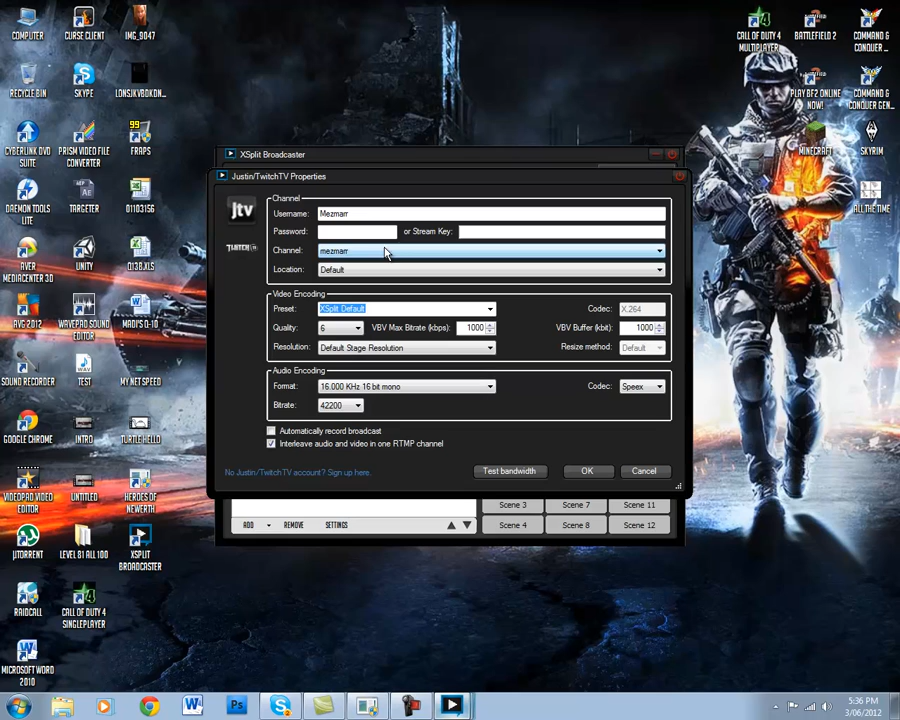 COMPUTER
CURSE CLIENT
IMG_9047
CALL OF DUTY 4
MULTIPLAYER
BATTLEFIELD 2
COMMAND &
CONQUER ...
RECYCLE BIN
SKYPE
LONSJKVBDKON...
PLAY BF2 ONLINE
NOW!
COMMAND &
CONQUER GEN...
CYBERLINK DVD
SUITE
PRISM VIDEO FILE
CONVERTER
99
FRAPS
MINECRAFT
SKYRIM
DAEMON TOOLS
LITE
Ae
TARGETER
01103156
ALL THE TIME
AVER
MEDIACENTER 3D
UNITY
Q13B.XLS
AVG 2012
WAVEPAD SOUND
EDITOR
MADI'S Q-10
SOUND RECORDER
TEST
MY NET SPEED
GOOGLE CHROME
INTRO
TURTLE HELLO
VIDEOPAD VIDEO
EDITOR
UNTITLED
HEROES OF
NEWERTH
UTORRENT
LEVEL 81 ALL 100
XSPLIT
BROADCASTER
RAIDCALL
CALL OF DUTY 4
SINGLEPLAYER
MICROSOFT WORD
2010
XSplit Broadcaster
Justin/TwitchTV Properties
jtv
TWITCH TV
Channel
Username: Mezmarr
Password: or Stream Key:
Channel: mezmarr
Location: Default
Video Encoding
Preset: XSplit Default Codec: X.264
Quality: 6 VBV Max Bitrate (kbps): 1000 VBV Buffer (kbit) 1000
Resolution: Default Stage Resolution Resize method: Default
Audio Encoding
Format: 16.000 KHz 16 bit mono Codec: Speex
Bitrate: 42200
Automatically record broadcast
Interleave audio and video in one RTMP channel
No Justin/TwitchTV account? Sign up here.
Test bandwidth OK Cancel
Scene 3 Scene 7 Scene 11
ADD REMOVE SETTINGS Scene 4 Scene 8 Scene 12
W
Ps
5:36 PM
3/06/2012